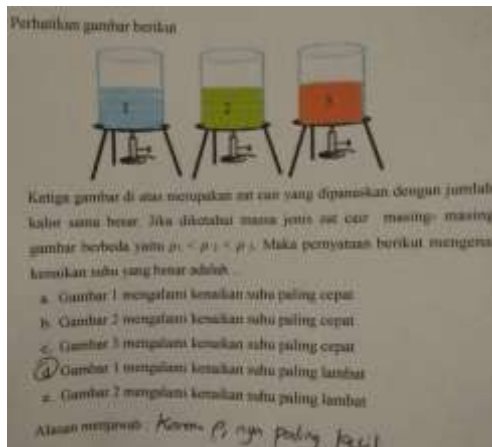 Perhatikan gambar berikut
1 2 3
Ketiga gambar di atas merupakan zat cair yang dipanaskan dengan jumlah
kalor sama besar. Jika diketahui massa jenis zat cair masing- masing
gambar berbeda yaitu ρ₁ < ρ ₂ < ρ ₃. Maka pernyataan berikut mengenai
kenaikan suhu yang benar adalah...
a. Gambar 1 mengalami kenaikan suhu paling cepat
b. Gambar 2 mengalami kenaikan suhu paling cepat
c. Gambar 3 mengalami kenaikan suhu paling cepat
d Gambar 1 mengalami kenaikan suhu paling lambat
e. Gambar 2 mengalami kenaikan suhu paling lambat
Alasan menjawab : Karena ρ₁ nya paling kecil